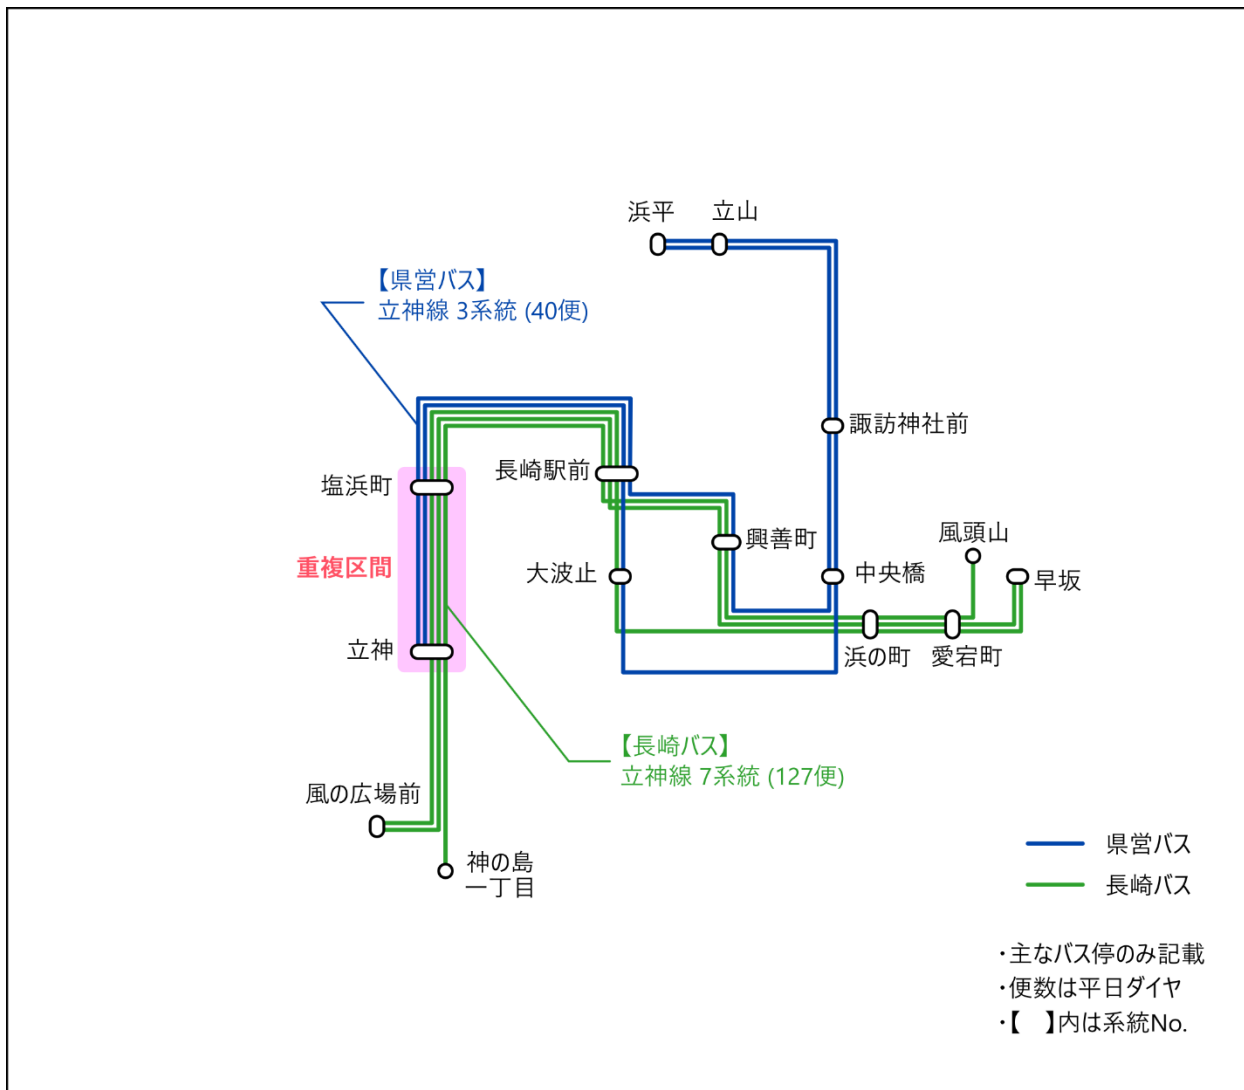 浜平
立山
【県営バス】
立神線 3系統 (40便)
諏訪神社前
長崎駅前
塩浜町
興善町
風頭山
重複区間
大波止
中央橋
早坂
立神
浜の町
愛宕町
【長崎バス】
立神線 7系統 (127便)
風の広場前
神の島
一丁目
県営バス
長崎バス
・主なバス停のみ記載
・便数は平日ダイヤ
・【　】内は系統No.